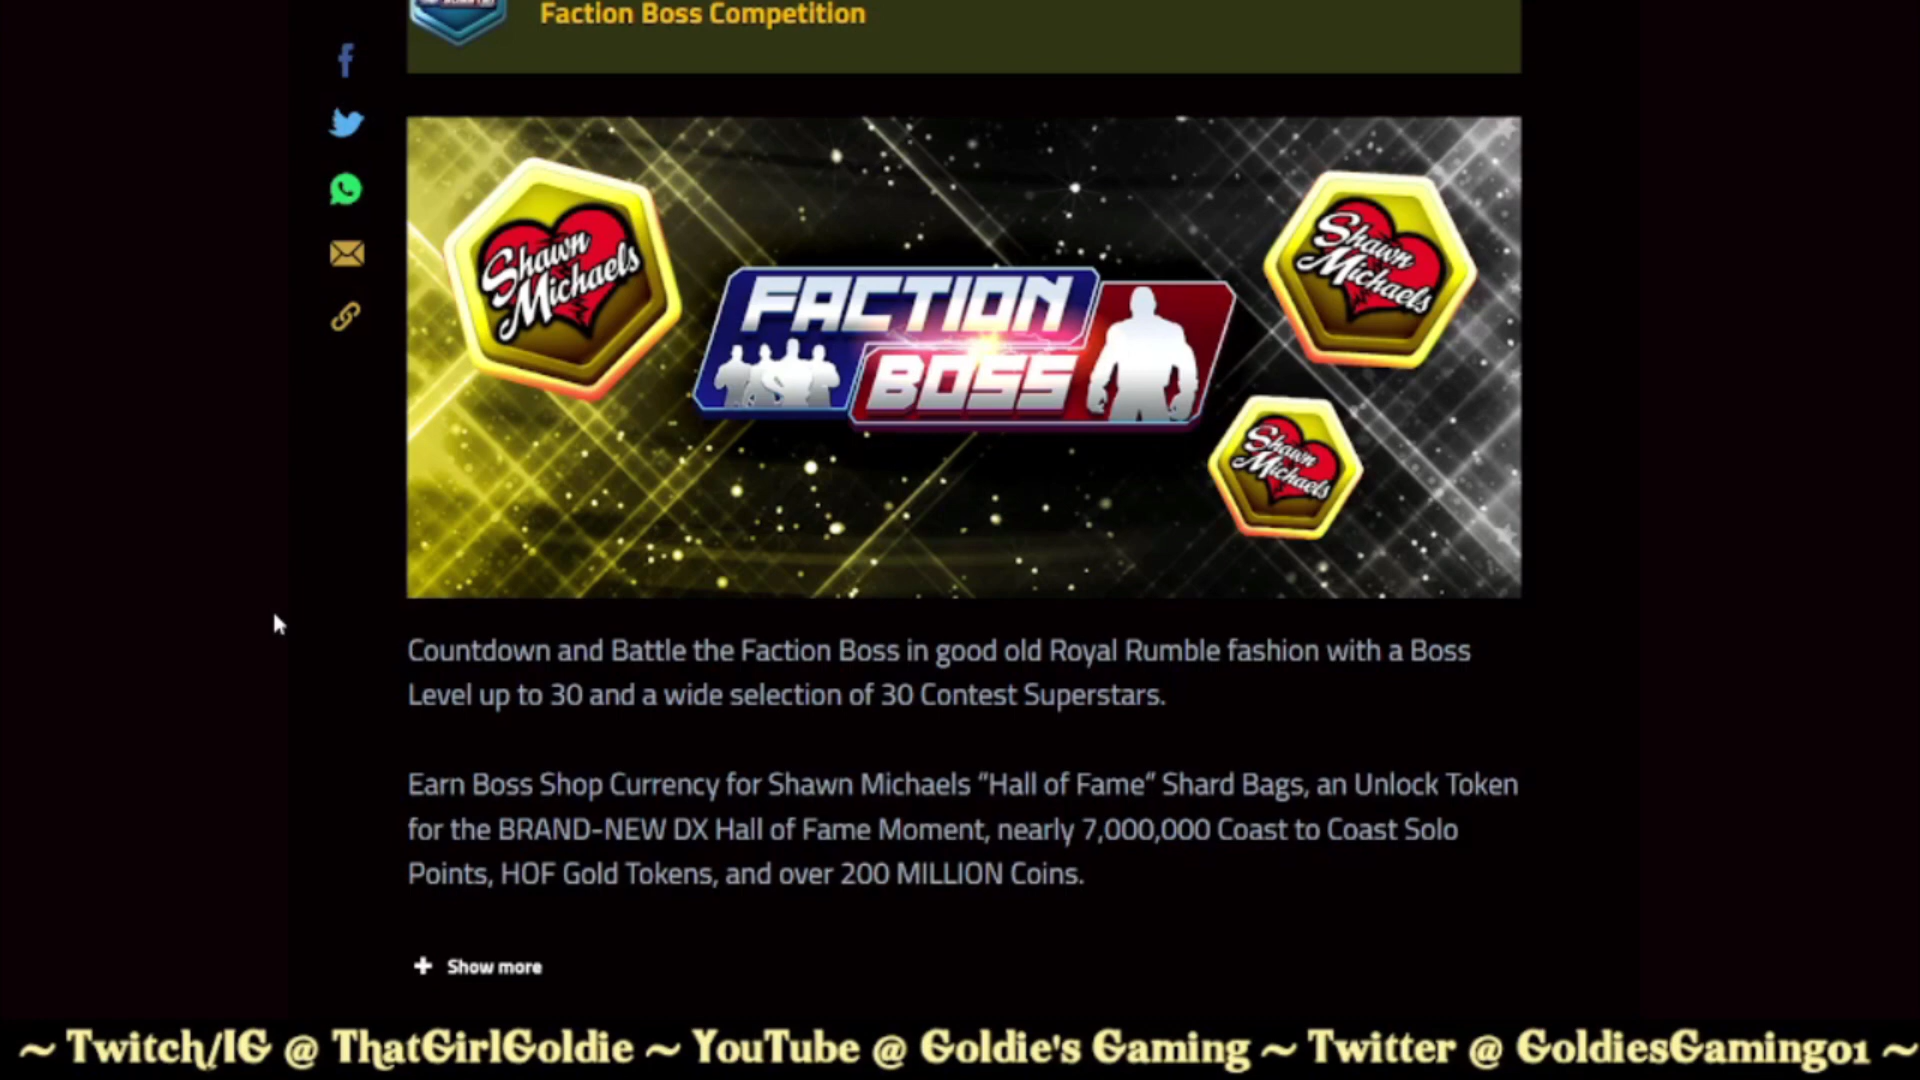 Faction Boss Competition
Shawn
Michaels
Shawn
Michaels
FACTION
BOSS
Shawn
Michaels
Countdown and Battle the Faction Boss in good old Royal Rumble fashion with a Boss
Level up to 30 and a wide selection of 30 Contest Superstars.
Earn Boss Shop Currency for Shawn Michaels “Hall of Fame” Shard Bags, an Unlock Token
for the BRAND-NEW DX Hall of Fame Moment, nearly 7,000,000 Coast to Coast Solo
Points, HOF Gold Tokens, and over 200 MILLION Coins.
+ Show more
~ Twitch/IG @ ThatGirlGoldie ~ YouTube @ Goldie's Gaming ~ Twitter @ GoldiesGaming01 ~